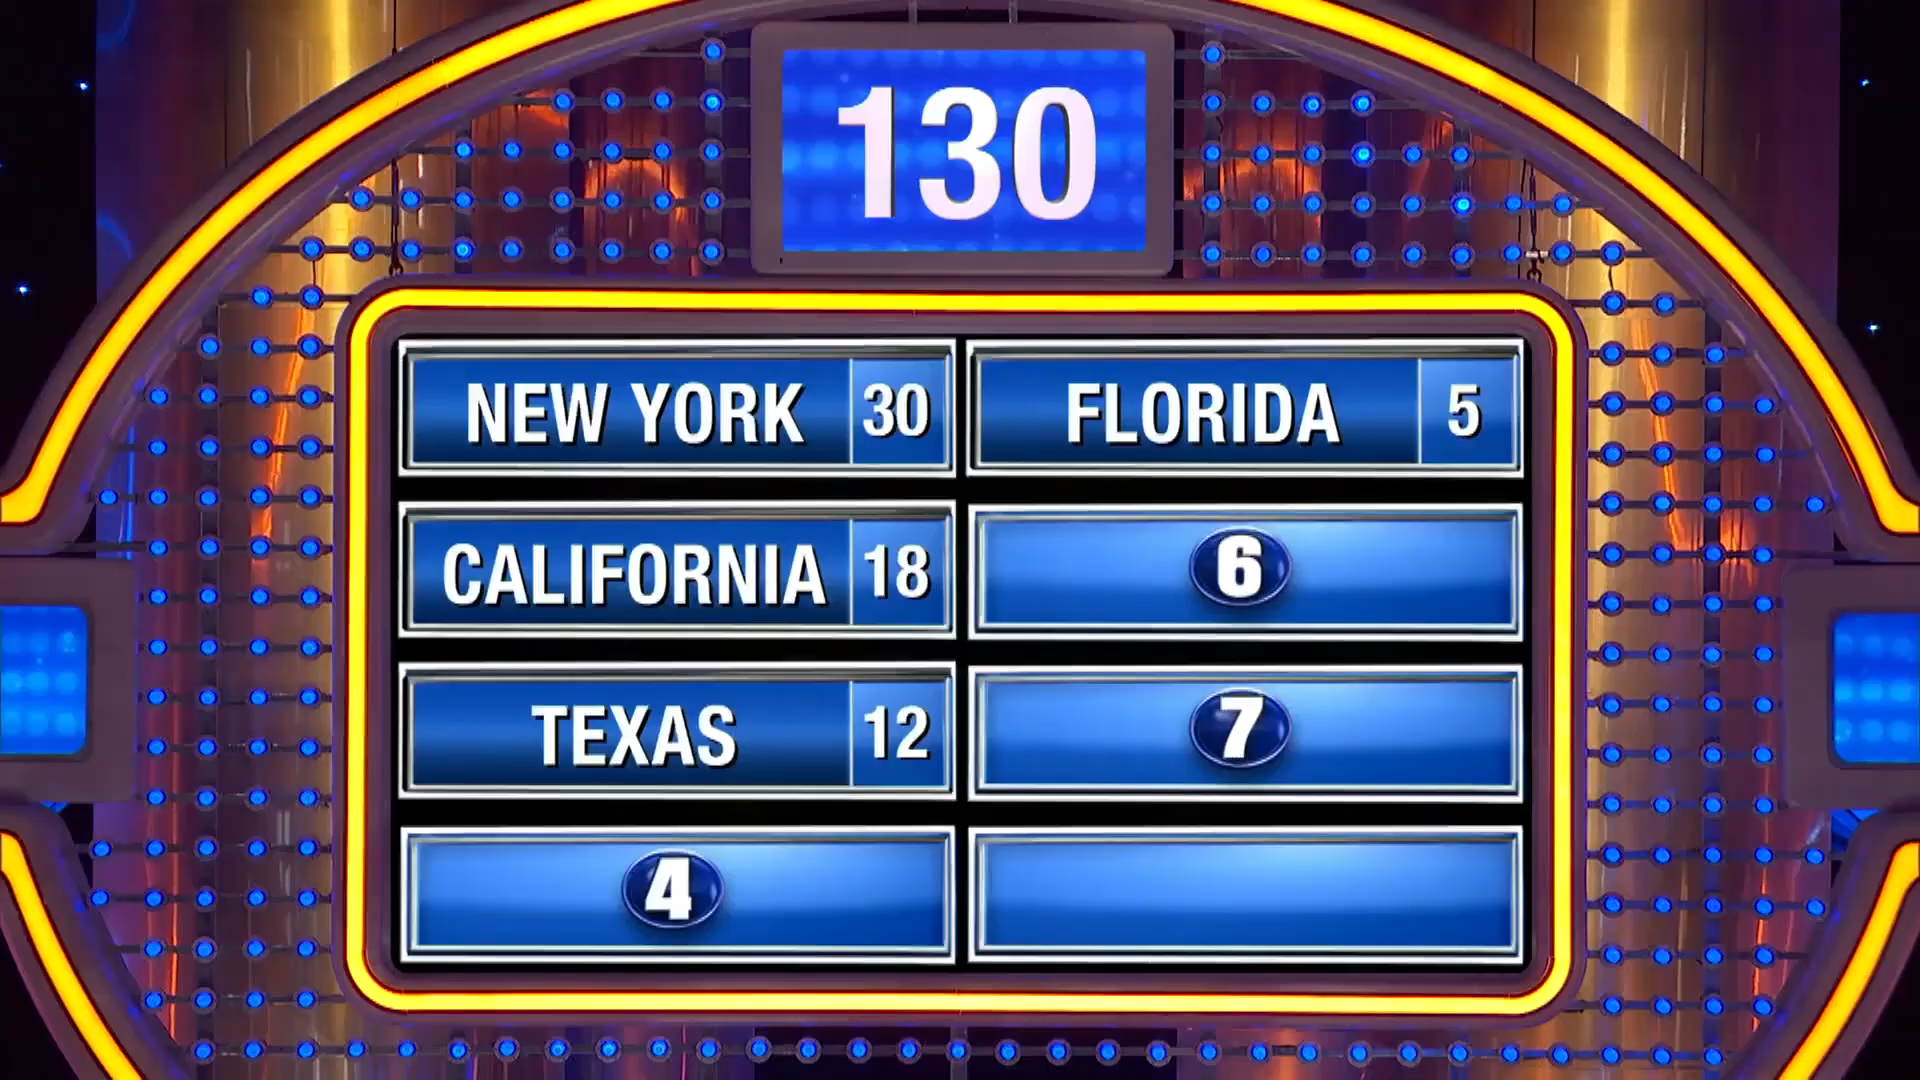 130
NEW YORK 30
CALIFORNIA 18
TEXAS 12
4
FLORIDA 5
6
7